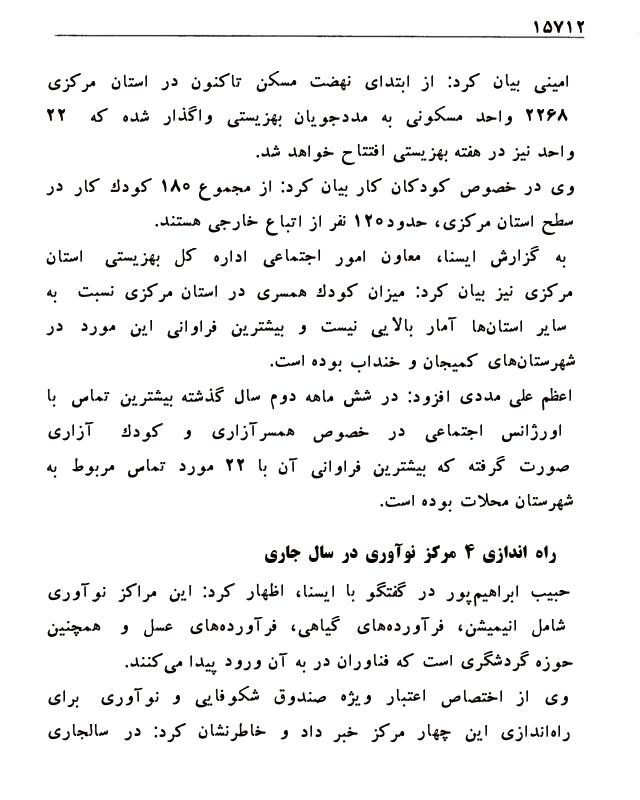 ۱۵۷۱۲
امینی بیان کرد: از ابتدای نهضت مسکن تاکنون در استان مرکزی
۲۲۶۸ واحد مسکونی به مددجویان بهزیستی واگذار شده که ۲۲
واحد نیز در هفته بهزیستی افتتاح خواهد شد.
وی در خصوص کودکان کار بیان کرد: از مجموع ۱۸۰ کودك کار در
سطح استان مرکزی، حدود۱۲۰ نفر از اتباع خارجی هستند.
به گزارش ایسنا، معاون امور اجتماعی اداره کل بهزیستی استان
مرکزی نیز بیان کرد: میزان کودك همسری در استان مرکزی نسبت به
سایر استان‌ها آمار بالایی نیست و بیشترین فراوانی این مورد در
شهرستان‌های کمیجان و خنداب بوده است.
اعظم علی مددی افزود: در شش ماهه دوم سال گذشته بیشترین تماس با
اورژانس اجتماعی در خصوص همسرآزاری و کودك آزاری
صورت گرفته که بیشترین فراوانی آن با ۲۲ مورد تماس مربوط به
شهرستان محلات بوده است.
راه اندازی ۴ مرکز نوآوری در سال جاری
حبیب ابراهیم‌پور در گفتگو با ایسنا، اظهار کرد: این مراکز نوآوری
شامل انیمیشن، فرآورده‌های گیاهی، فرآورده‌های عسل و همچنین
حوزه گردشگری است که فناوران در به آن ورود پیدا می‌کنند.
وی از اختصاص اعتبار ویژه صندوق شکوفایی و نوآوری برای
راه‌اندازی این چهار مرکز خبر داد و خاطرنشان کرد: در سالجاری